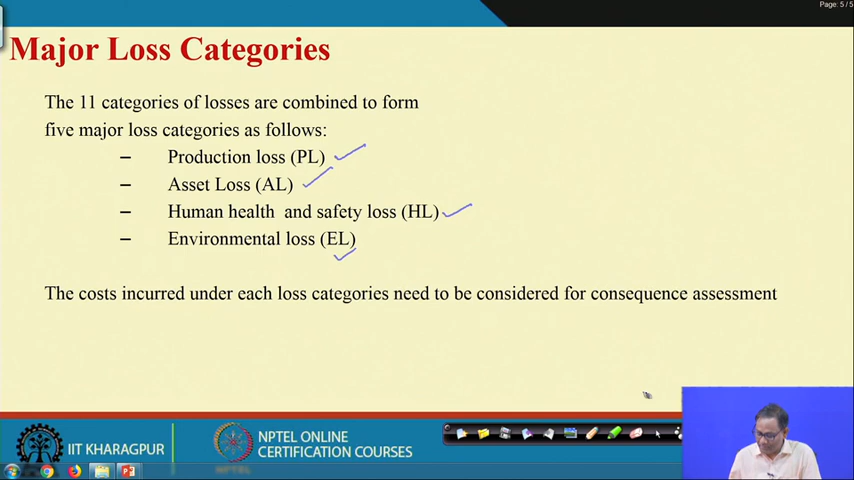 Page: 5 / 5
Major Loss Categories
The 11 categories of losses are combined to form
five major loss categories as follows:
– Production loss (PL)
– Asset Loss (AL)
– Human health and safety loss (HL)
– Environmental loss (EL)
The costs incurred under each loss categories need to be considered for consequence assessment
IIT KHARAGPUR
NPTEL ONLINE
CERTIFICATION COURSES
NPTEL